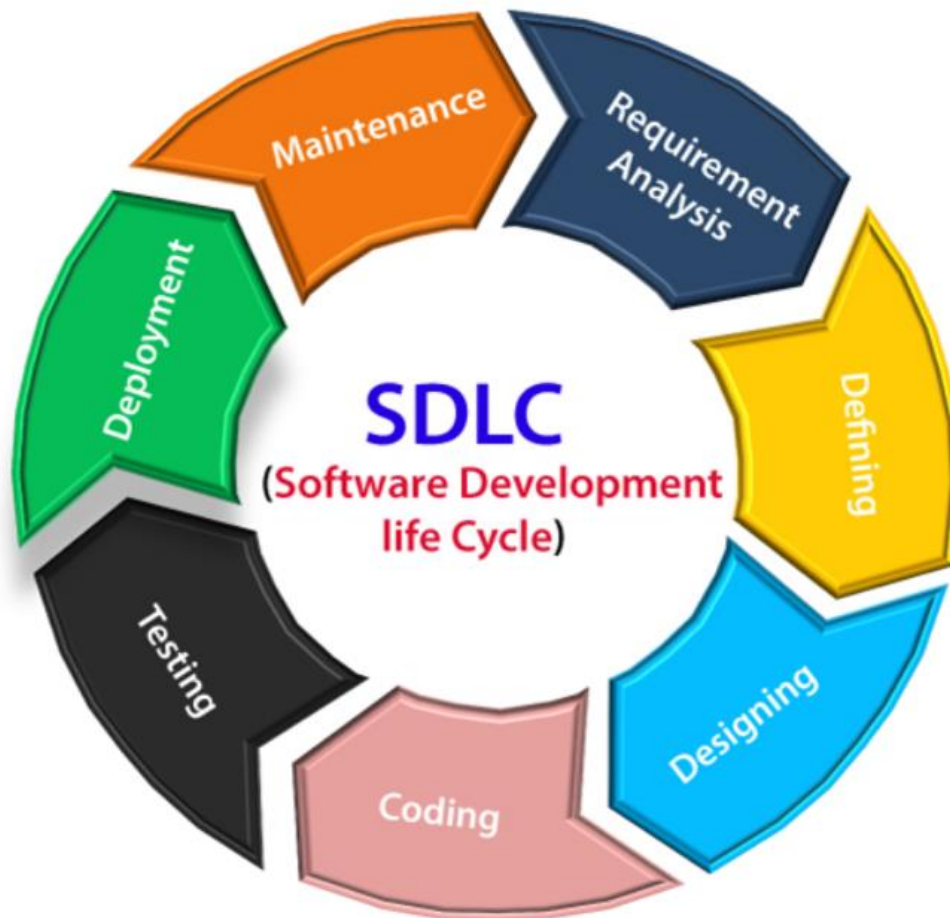 SDLC
(Software Development
life Cycle)
Requirement
Analysis
Defining
Designing
Coding
Testing
Deployment
Maintenance